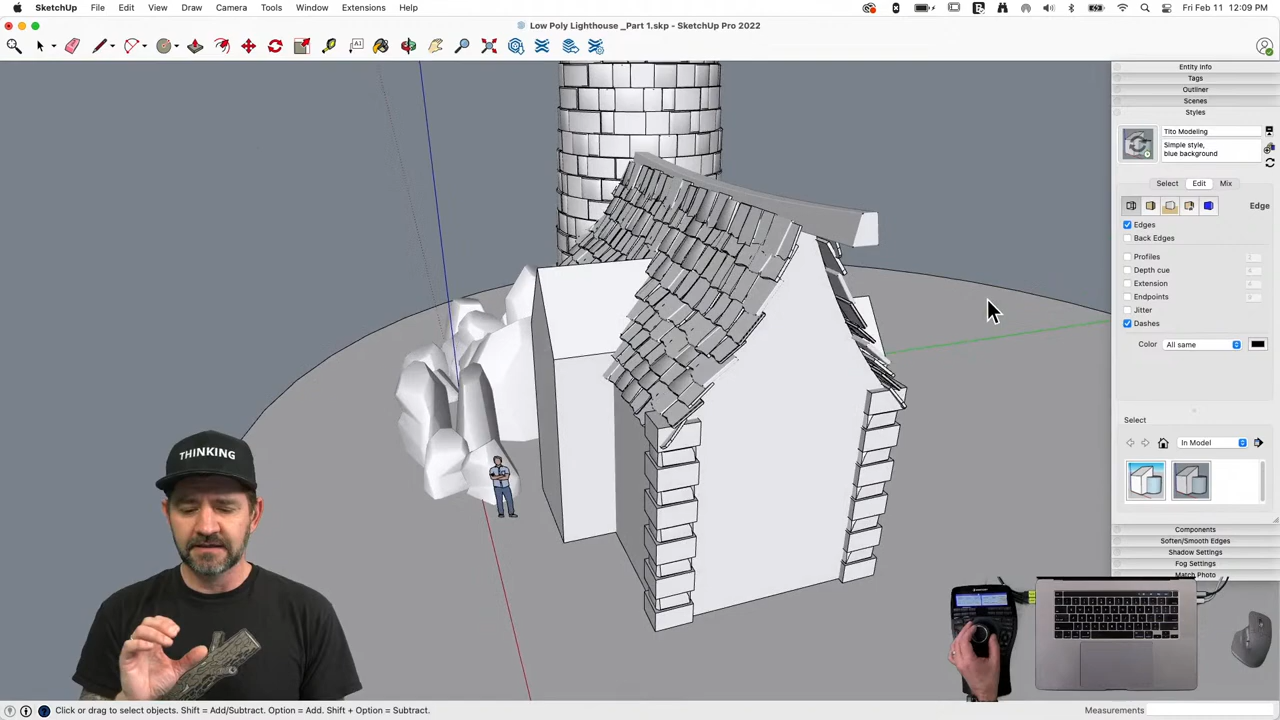 SketchUp File Edit View Draw Camera Tools Window Extensions Help
Fri Feb 11 12:09 PM
Low Poly Lighthouse _Part 1.skp - SketchUp Pro 2022
Entity Info
Tags
Outliner
Scenes
Styles
Tito Modeling
Simple style,
blue background
Select Edit Mix
Edge
Edges
Back Edges
Profiles 2
Depth cue 4
Extension 4
Endpoints 9
Jitter
Dashes
Color All same
Select
In Model
Components
Soften/Smooth Edges
Shadow Settings
Fog Settings
Match Photo
THINKING
Click or drag to select objects. Shift = Add/Subtract. Option = Add. Shift + Option = Subtract.
Measurements